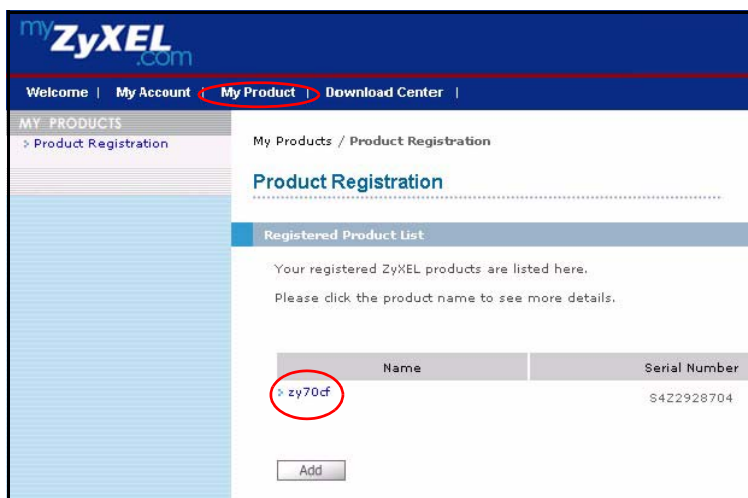 myZyXEL.com
Welcome | My Account | My Product | Download Center |
MY PRODUCTS
> Product Registration
My Products / Product Registration
Product Registration
Registered Product List
Your registered ZyXEL products are listed here.
Please click the product name to see more details.
Name Serial Number
> zy70cf S4Z2928704
Add